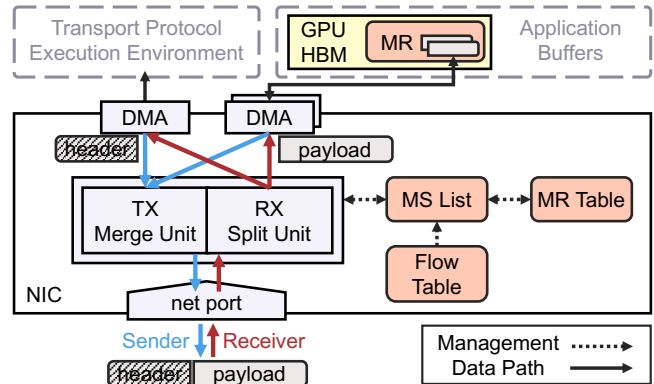 Transport Protocol
Execution Environment
GPU
HBM
MR
Application
Buffers
DMA
DMA
header
payload
TX
Merge Unit
RX
Split Unit
MS List
MR Table
Flow
Table
NIC
net port
Sender
Receiver
header
payload
Management
Data Path